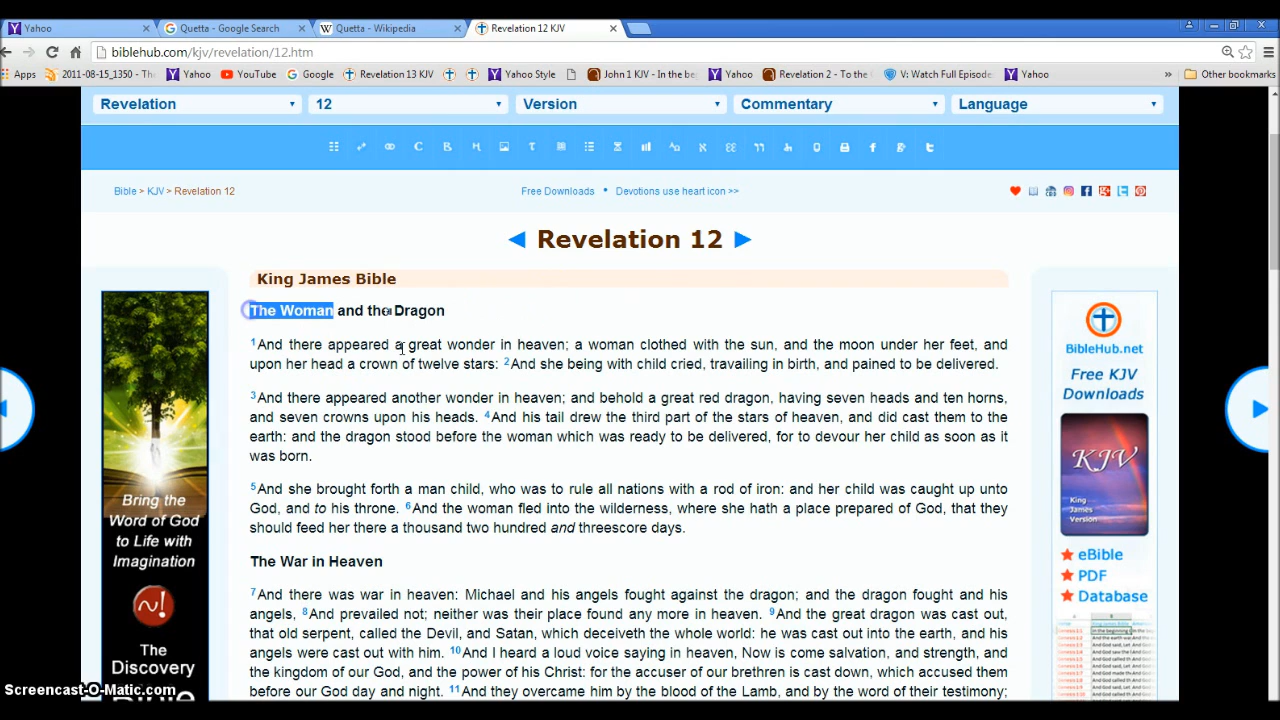 Yahoo
Quetta - Google Search
Quetta - Wikipedia
Revelation 12 KJV
biblehub.com/kjv/revelation/12.htm
Apps 2011-08-15_1350 - The Yahoo YouTube Google Revelation 13 KJV Yahoo Style John 1 KJV - In the be Yahoo Revelation 2 - To the V: Watch Full Episode Yahoo » Other bookmarks
Revelation 12 Version Commentary Language
Bible > KJV > Revelation 12
Free Downloads • Devotions use heart icon >>
Revelation 12
King James Bible
The Woman and the Dragon
1And there appeared a great wonder in heaven; a woman clothed with the sun, and the moon under her feet, and
upon her head a crown of twelve stars: 2And she being with child cried, travailing in birth, and pained to be delivered.
3And there appeared another wonder in heaven; and behold a great red dragon, having seven heads and ten horns,
and seven crowns upon his heads. 4And his tail drew the third part of the stars of heaven, and did cast them to the
earth: and the dragon stood before the woman which was ready to be delivered, for to devour her child as soon as it
was born.
5And she brought forth a man child, who was to rule all nations with a rod of iron: and her child was caught up unto
God, and to his throne. 6And the woman fled into the wilderness, where she hath a place prepared of God, that they
should feed her there a thousand two hundred and threescore days.
The War in Heaven
7And there was war in heaven: Michael and his angels fought against the dragon; and the dragon fought and his
angels, 8And prevailed not; neither was their place found any more in heaven. 9And the great dragon was cast out,
that old serpent, called the Devil, and Satan, which deceiveth the whole world: he was cast out into the earth, and his
angels were cast out with him. 10And I heard a loud voice saying in heaven, Now is come salvation, and strength, and
the kingdom of our God, and the power of his Christ: for the accuser of our brethren is cast down, which accused them
before our God day and night. 11And they overcame him by the blood of the Lamb, and by the word of their testimony;
Bring the
Word of God
to Life with
Imagination
The
Discovery
BibleHub.net
Free KJV
Downloads
KJV
King
James
Version
eBible
PDF
Database
Screencast-O-Matic.com